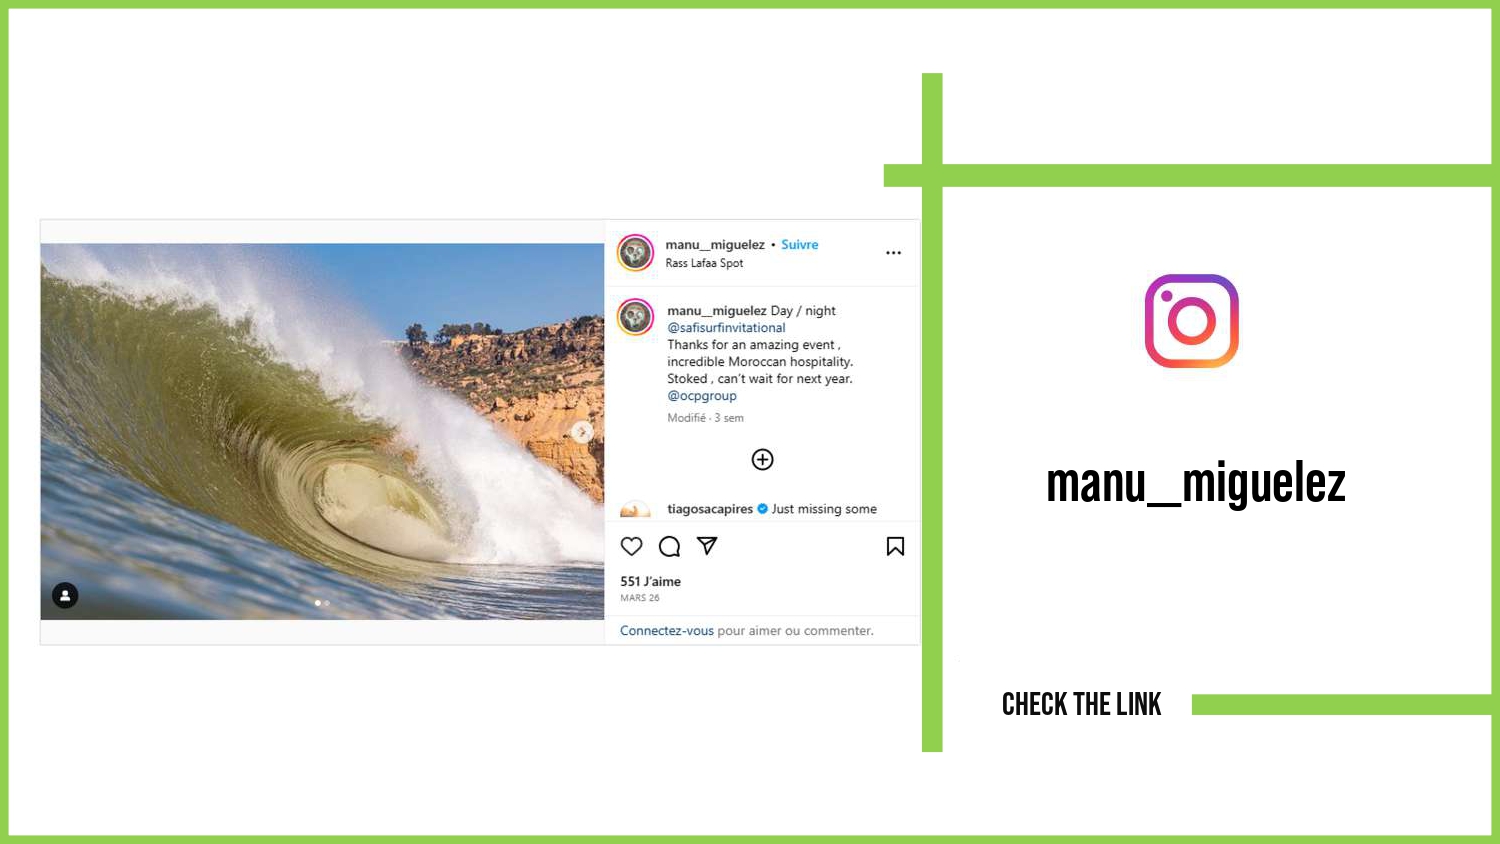 manu__miguelez • Suivre
Rass Lafaa Spot
manu__miguelez Day / night
@safisurfinvitational
Thanks for an amazing event ,
incredible Moroccan hospitality.
Stoked , can't wait for next year.
@ocpgroup
Modifié · 3 sem
tiagosacapires Just missing some
551 J'aime
MARS 26
Connectez-vous pour aimer ou commenter.
manu__miguelez
CHECK THE LINK